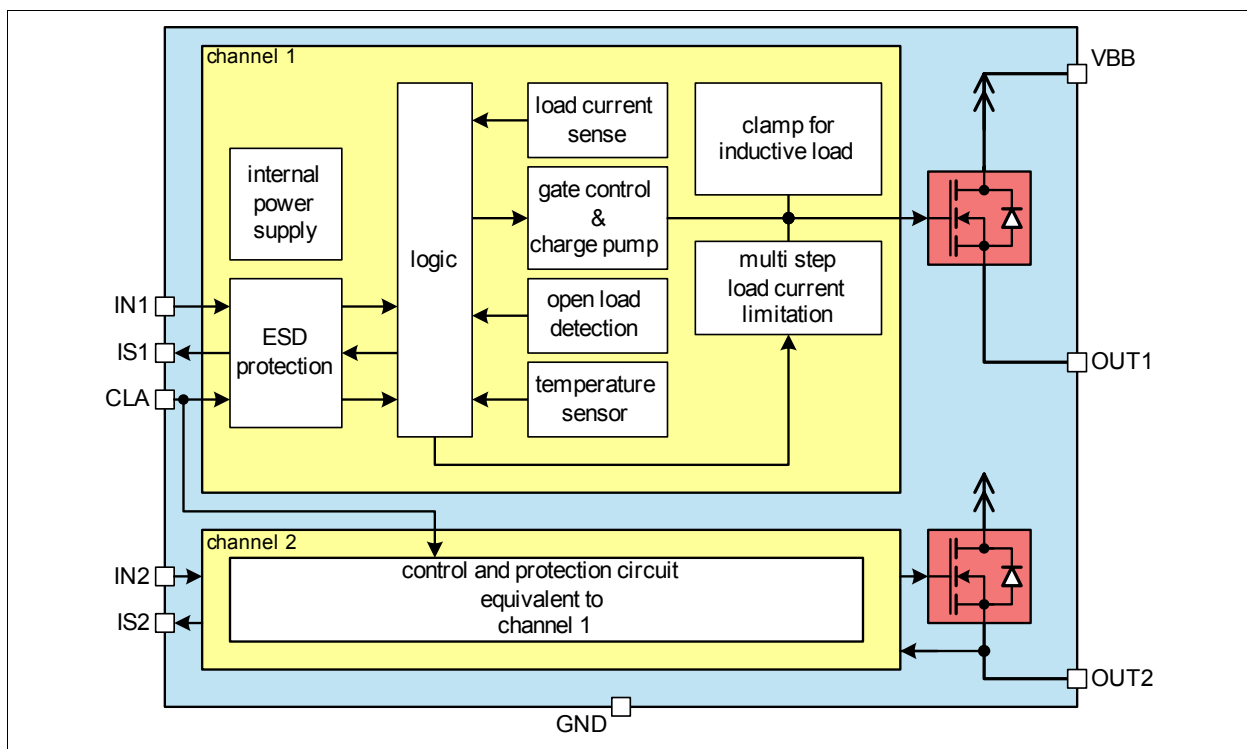 channel 1
VBB
load current
sense
clamp for
inductive load
internal
power
supply
gate control
&
charge pump
logic
multi step
load current
limitation
open load
detection
IN1
ESD
protection
IS1
OUT1
CLA
temperature
sensor
channel 2
IN2
control and protection circuit
equivalent to
channel 1
IS2
OUT2
GND